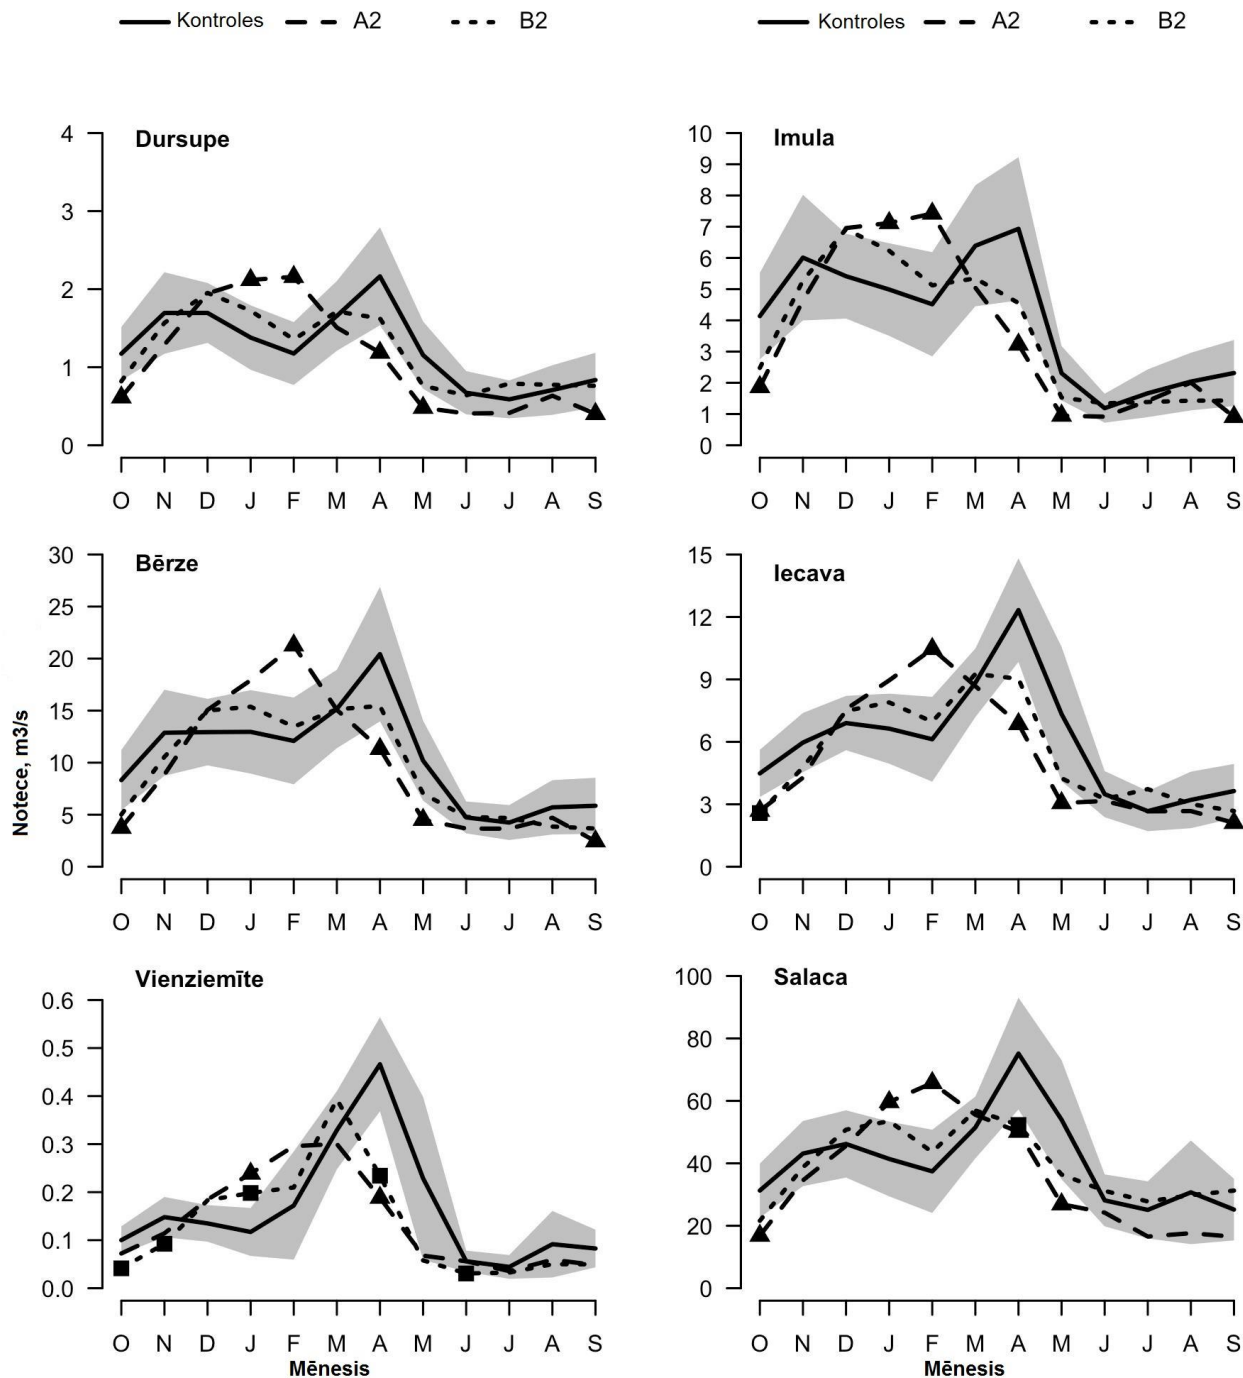 Kontroles A2 B2
Kontroles A2 B2
Dursupe
4
3
2
1
0
O N D J F M A M J J A S
Imula
10
9
8
7
6
5
4
3
2
1
0
O N D J F M A M J J A S
Notece, m3/s
Bērze
30
25
20
15
10
5
0
O N D J F M A M J J A S
Iecava
15
12
9
6
3
0
O N D J F M A M J J A S
Vienziemīte
0.6
0.5
0.4
0.3
0.2
0.1
0.0
O N D J F M A M J J A S
Mēnesis
Salaca
100
80
60
40
20
0
O N D J F M A M J J A S
Mēnesis